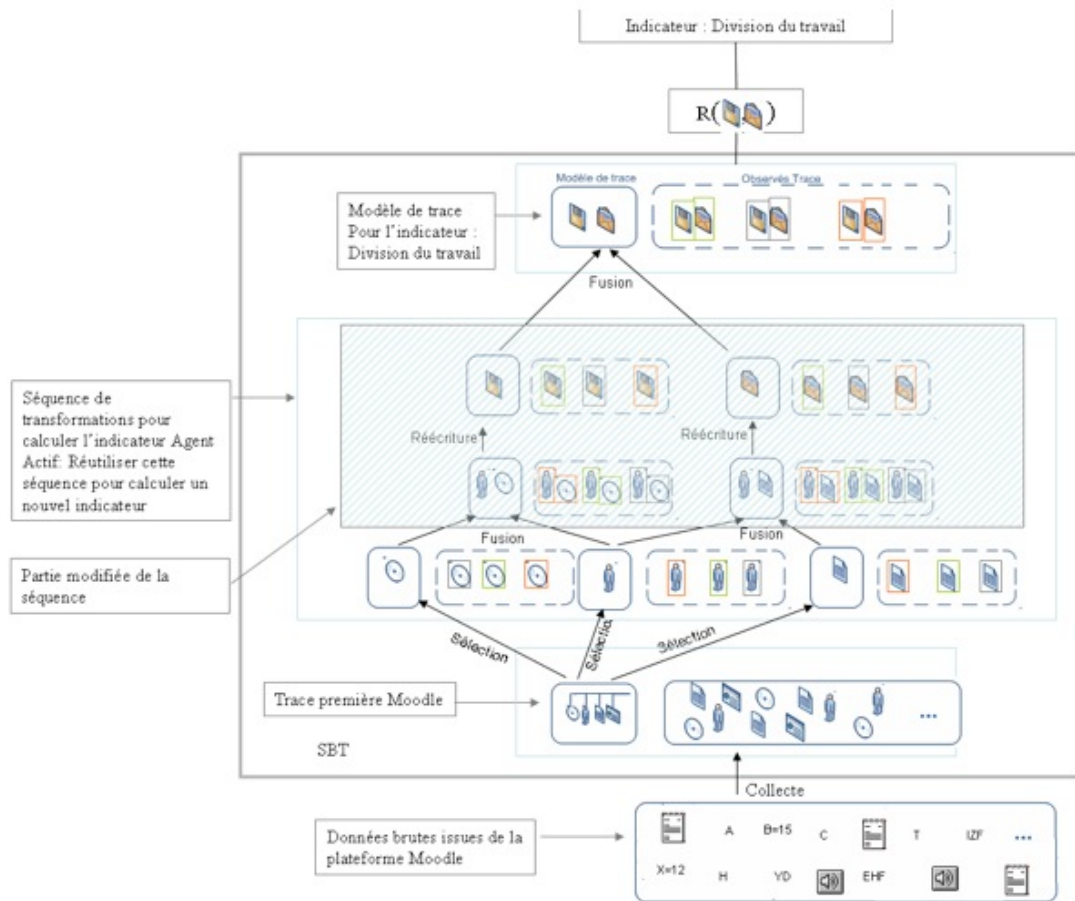 Indicateur : Division du travail
R( )
Modèle de trace
Observés Trace
Modèle de trace
Pour l'indicateur :
Division du travail
Fusion
Séquence de
transformations pour
calculer l'indicateur Agent
Actif: Réutiliser cette
séquence pour calculer un
nouvel indicateur
Réécriture
Réécriture
Fusion
Fusion
Partie modifiée de la
séquence
Sélection
Sélectio
Sélection
Trace première Moodle
...
SBT
Collecte
Données brutes issues de la
plateforme Moodle
A B=15 C T IZF ...
X=12 H YD EHF